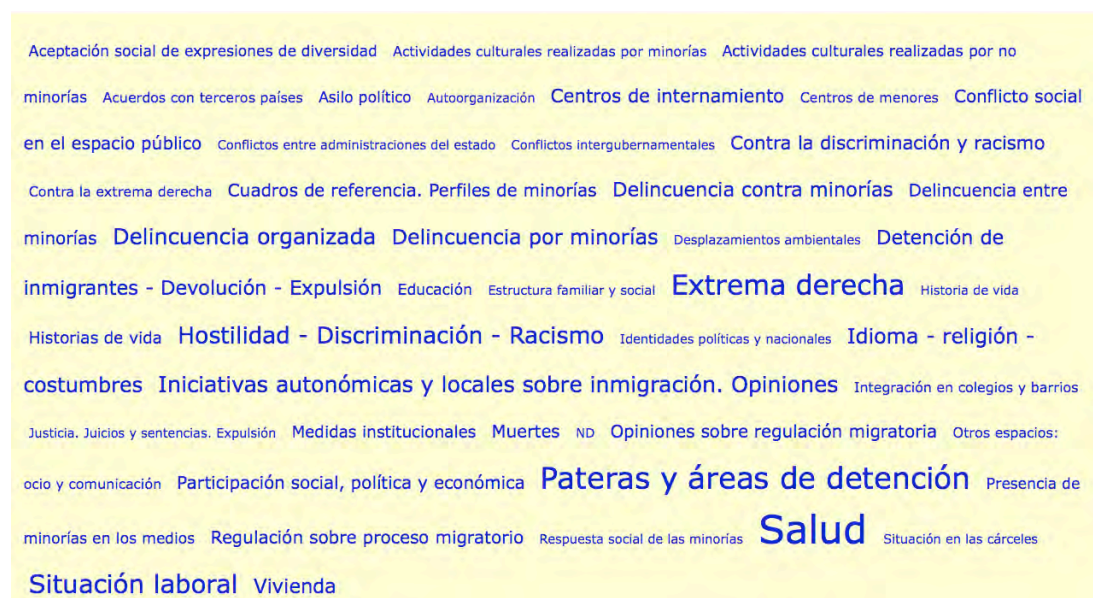 Aceptación social de expresiones de diversidad Actividades culturales realizadas por minorías Actividades culturales realizadas por no
minorías Acuerdos con terceros países Asilo político Autoorganización Centros de internamiento Centros de menores Conflicto social
en el espacio público Conflictos entre administraciones del estado Conflictos intergubernamentales Contra la discriminación y racismo
Contra la extrema derecha Cuadros de referencia. Perfiles de minorías Delincuencia contra minorías Delincuencia entre
minorías Delincuencia organizada Delincuencia por minorías Desplazamientos ambientales Detención de
inmigrantes - Devolución - Expulsión Educación Estructura familiar y social Extrema derecha Historia de vida
Historias de vida Hostilidad - Discriminación - Racismo Identidades políticas y nacionales Idioma - religión -
costumbres Iniciativas autonómicas y locales sobre inmigración. Opiniones Integración en colegios y barrios
Justicia. Juicios y sentencias. Expulsión Medidas institucionales Muertes ND Opiniones sobre regulación migratoria Otros espacios:
ocio y comunicación Participación social, política y económica Pateras y áreas de detención Presencia de
minorías en los medios Regulación sobre proceso migratorio Respuesta social de las minorías Salud Situación en las cárceles
Situación laboral Vivienda